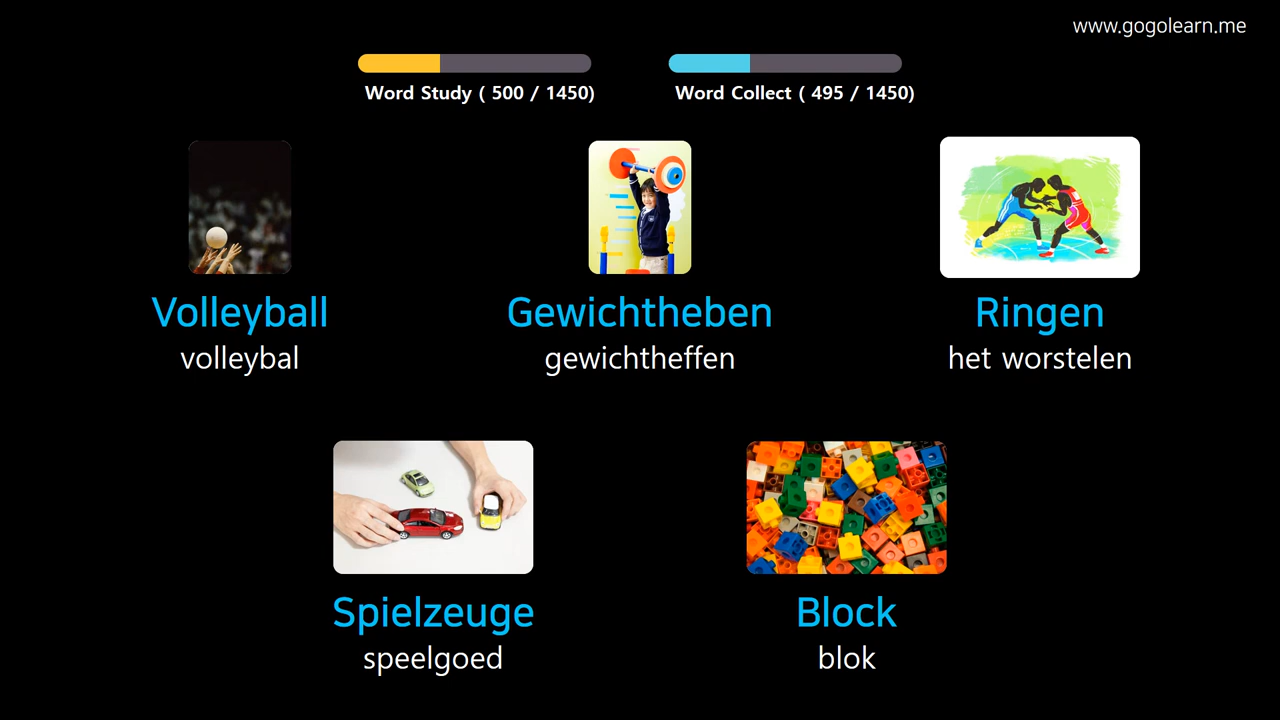 www.gogolearn.me
Word Study ( 500 / 1450)
Word Collect ( 495 / 1450)
Volleyball
volleybal
Gewichtheben
gewichtheffen
Ringen
het worstelen
Spielzeuge
speelgoed
Block
blok